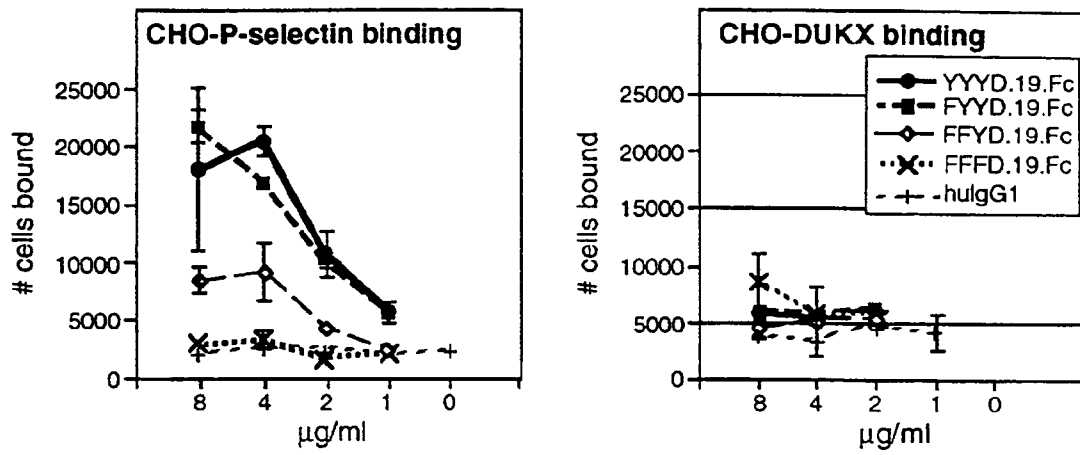 CHO-P-selectin binding
# cells bound
25000
20000
15000
10000
5000
0
8 4 2 1 0
µg/ml
CHO-DUKX binding
YYYD.19.Fc
FYYD.19.Fc
FFYD.19.Fc
FFFD.19.Fc
huIgG1
# cells bound
25000
20000
15000
10000
5000
0
8 4 2 1 0
µg/ml